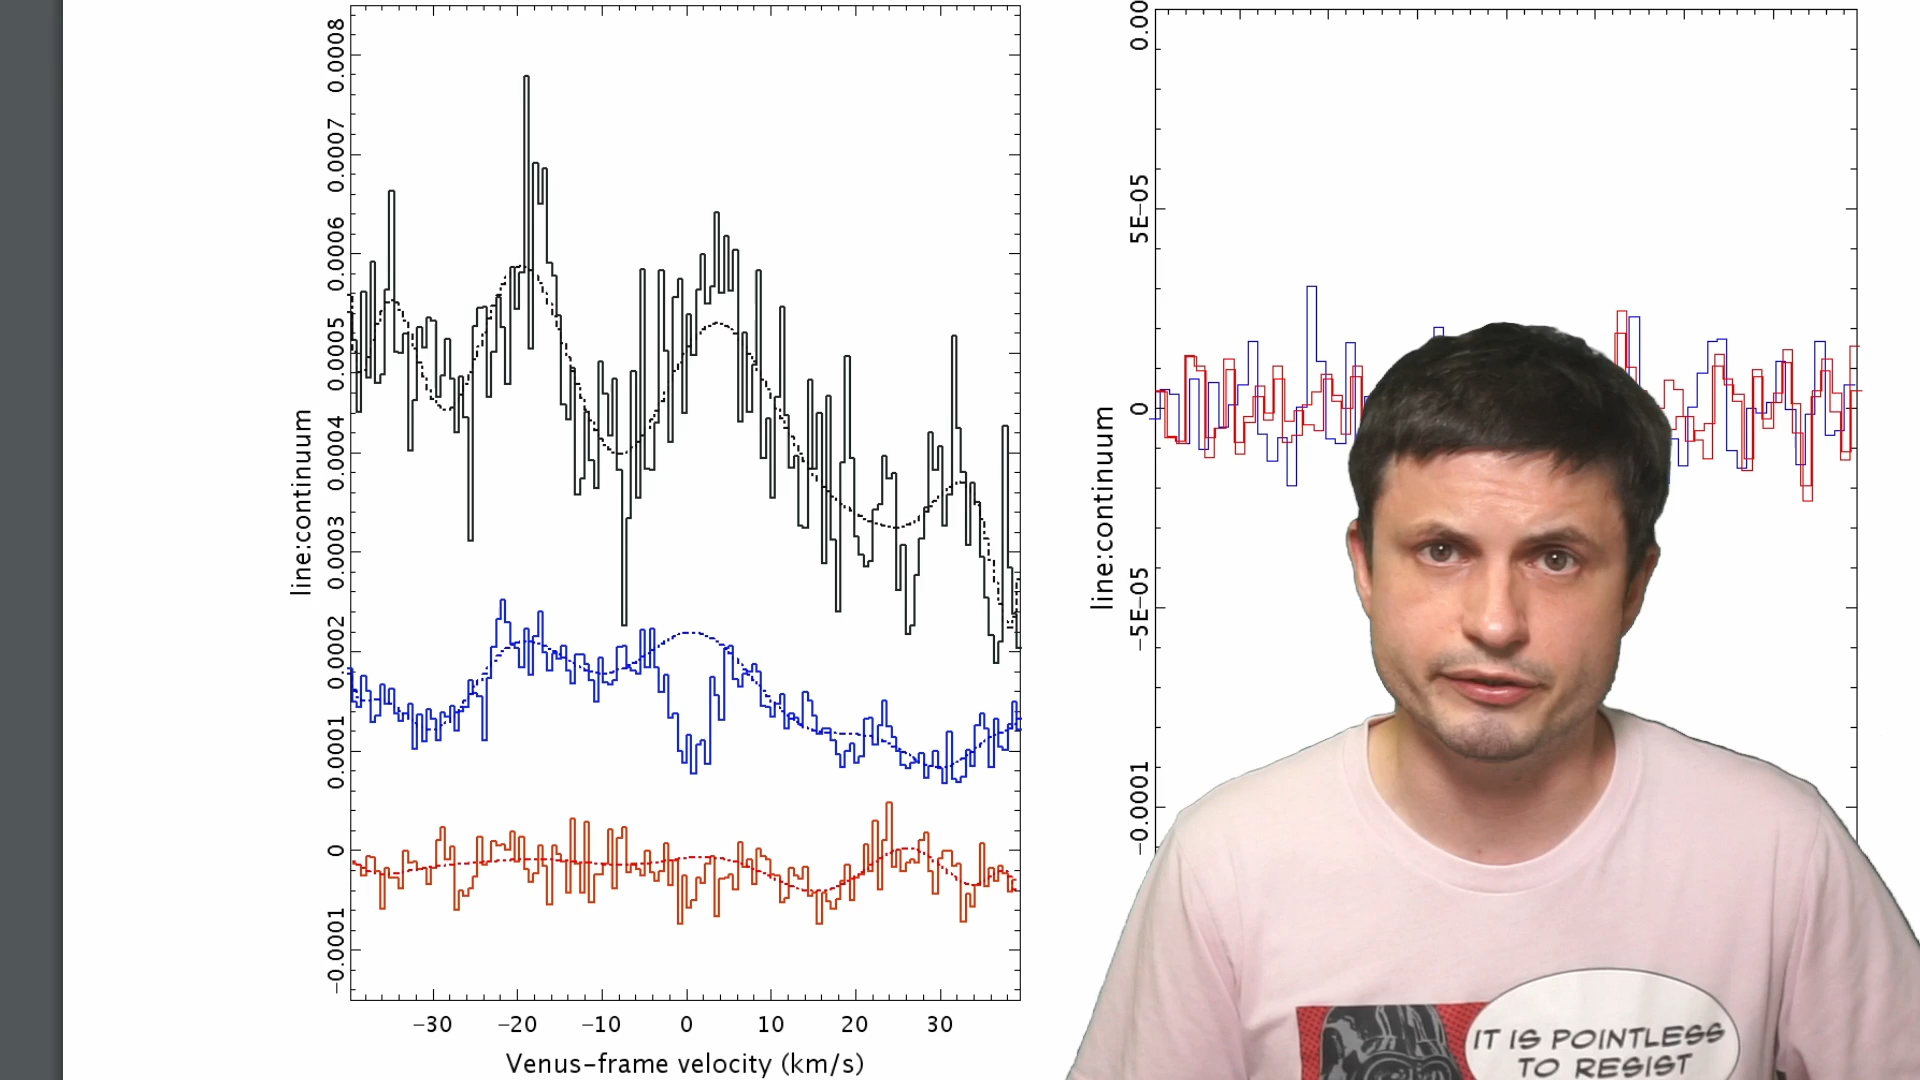 0.0008
0.0007
0.0006
0.0005
0.0004
0.0003
0.0002
0.0001
0
−0.0001
line:continuum
−30 −20 −10 0 10 20 30
Venus−frame velocity (km/s)
0.00
5E−05
0
−5E−05
−0.0001
line:continuum
IT IS POINTLESS
TO RESIST